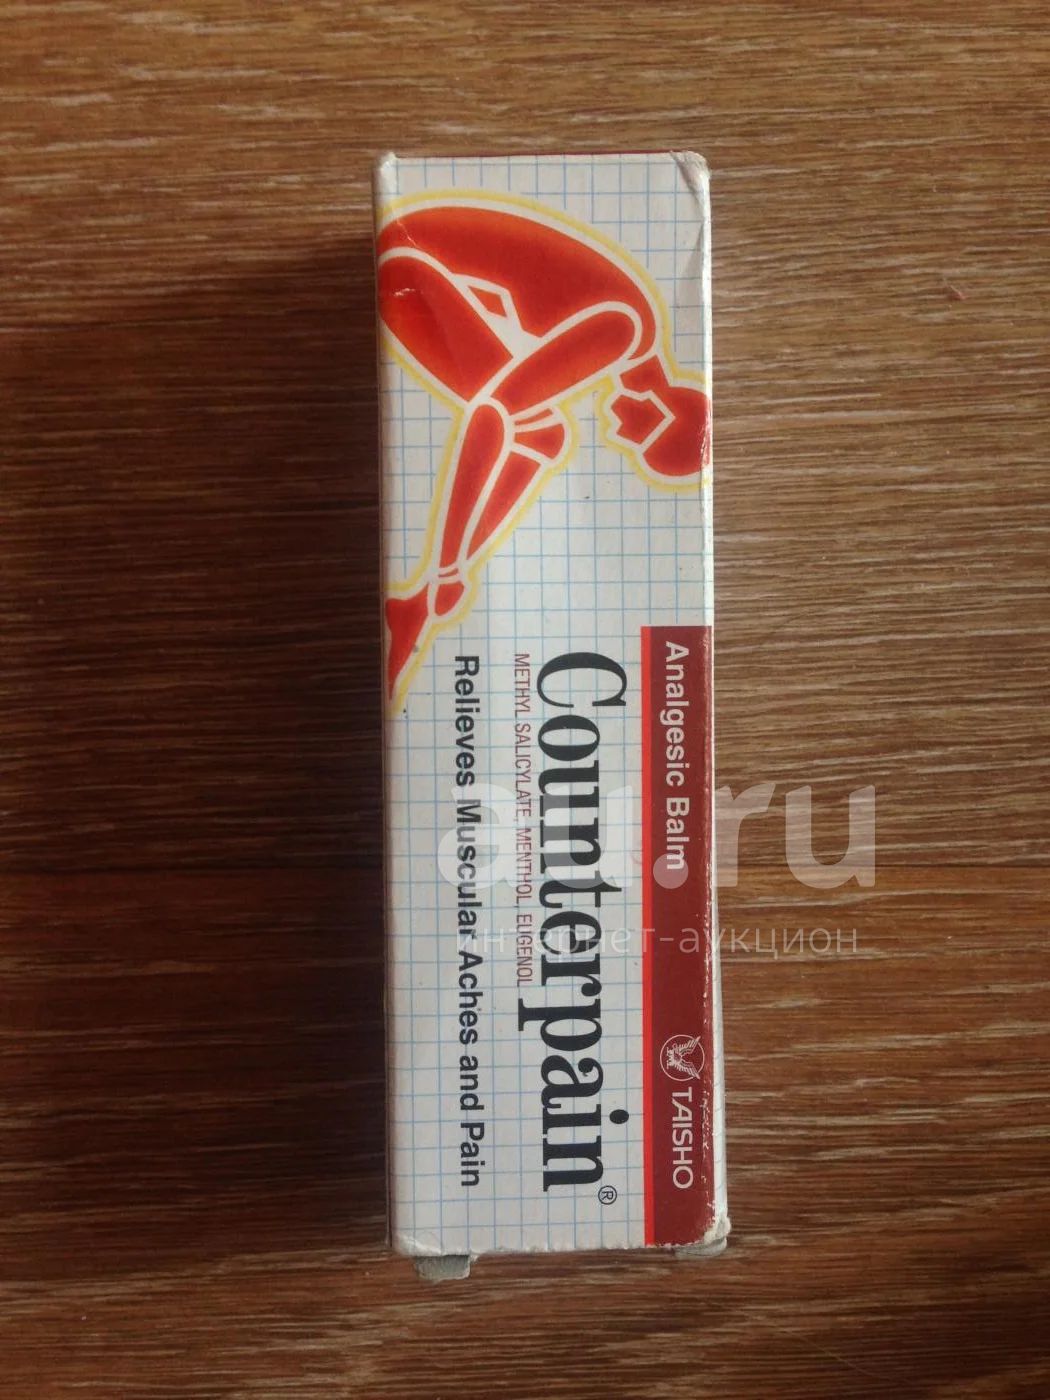 Analgesic Balm
TAISHO
Counterpain®
METHYL SALICYLATE, MENTHOL, EUGENOL
Relieves Muscular Aches and Pain
au.ru
интернет-аукцион